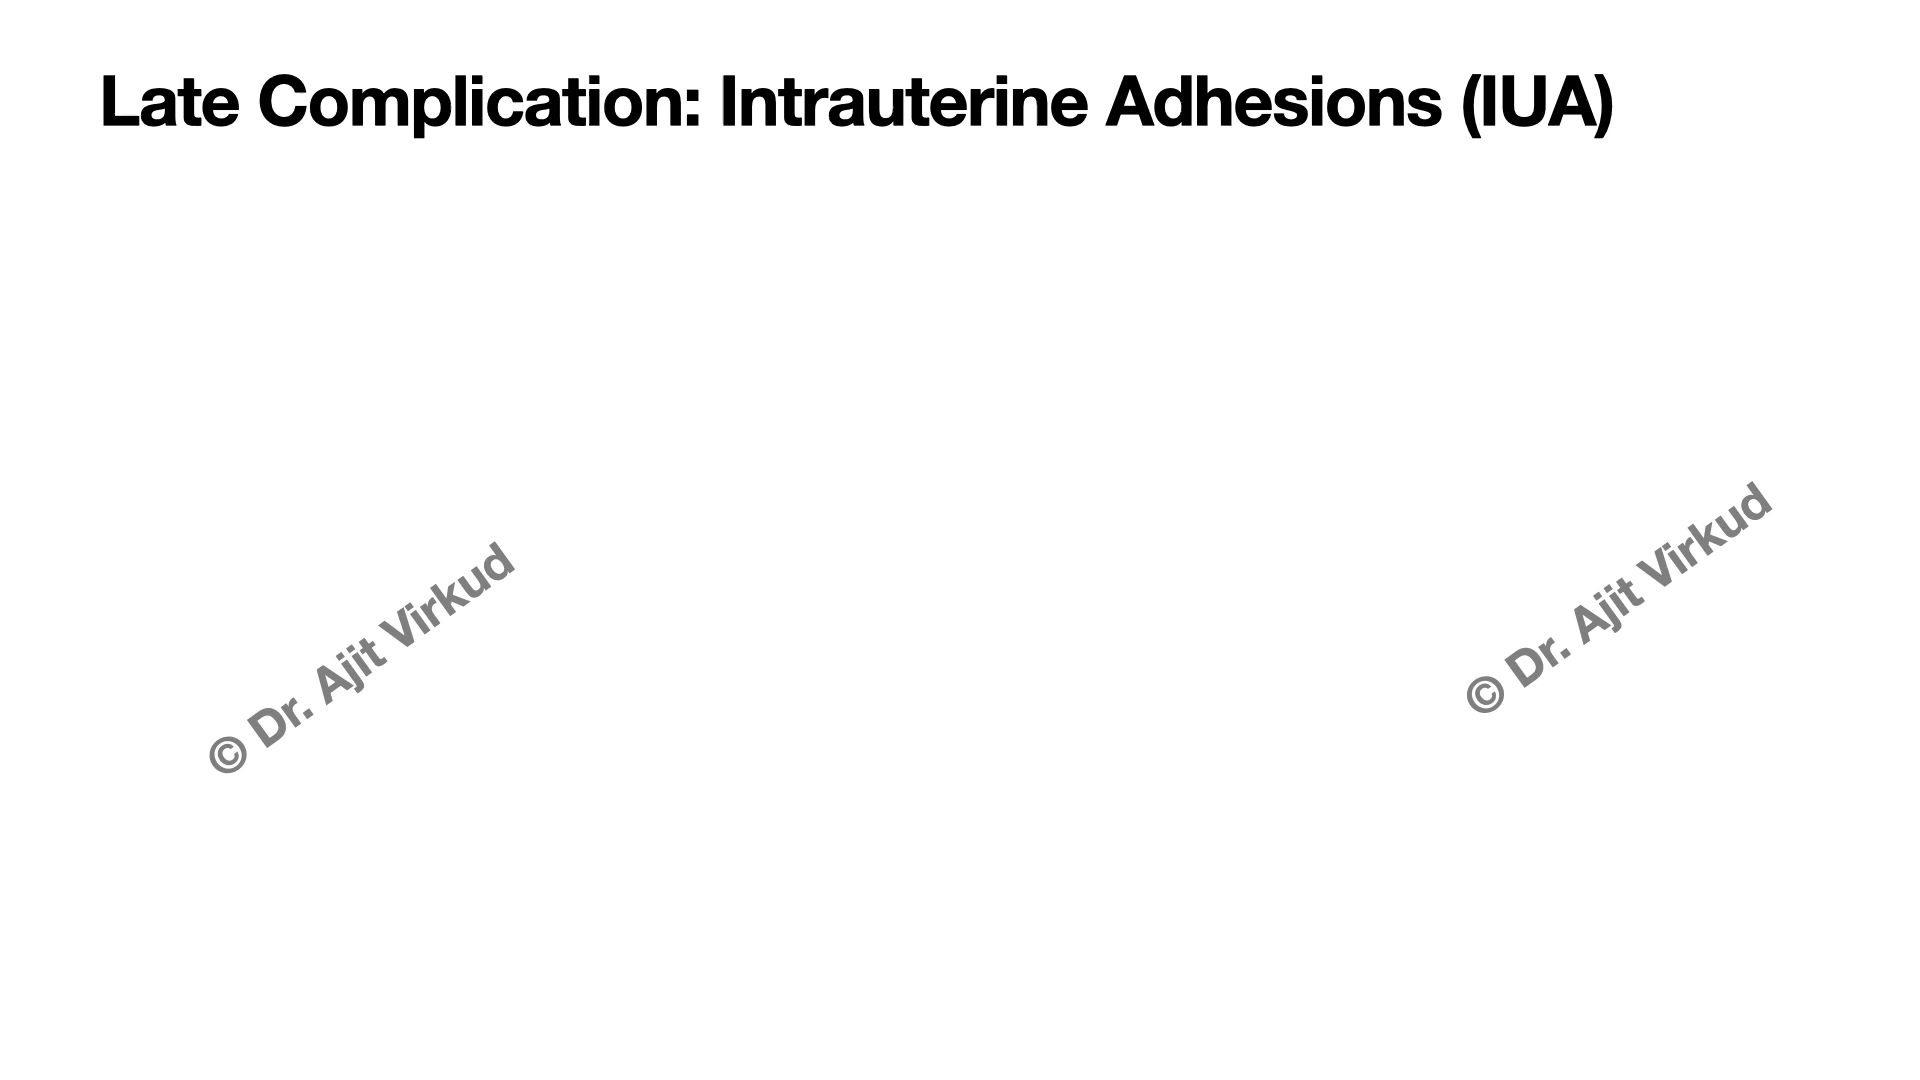 Late Complication: Intrauterine Adhesions (IUA)
© Dr. Ajit Virkud
© Dr. Ajit Virkud